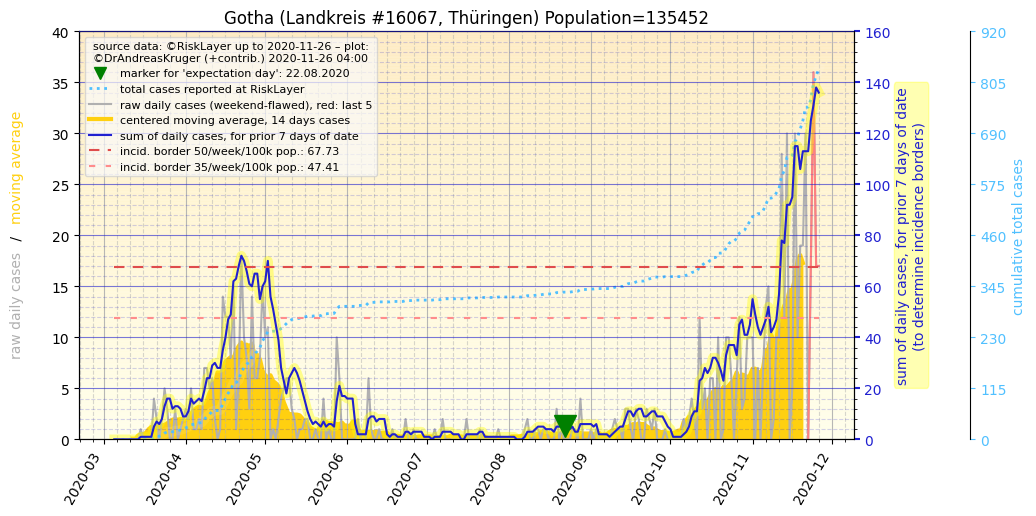 Gotha (Landkreis #16067, Thüringen) Population=135452
source data: ©RiskLayer up to 2020-11-26 – plot:
©DrAndreasKruger (+contrib.) 2020-11-26 04:00
marker for 'expectation day': 22.08.2020
total cases reported at RiskLayer
raw daily cases (weekend-flawed), red: last 5
centered moving average, 14 days cases
sum of daily cases, for prior 7 days of date
incid. border 50/week/100k pop.: 67.73
incid. border 35/week/100k pop.: 47.41
raw daily cases / moving average
40
35
30
25
20
15
10
5
0
2020-03
2020-04
2020-05
2020-06
2020-07
2020-08
2020-09
2020-10
2020-11
2020-12
160
140
120
100
80
60
40
20
0
sum of daily cases, for prior 7 days of date
(to determine incidence borders)
920
805
690
575
460
345
230
115
0
cumulative total cases